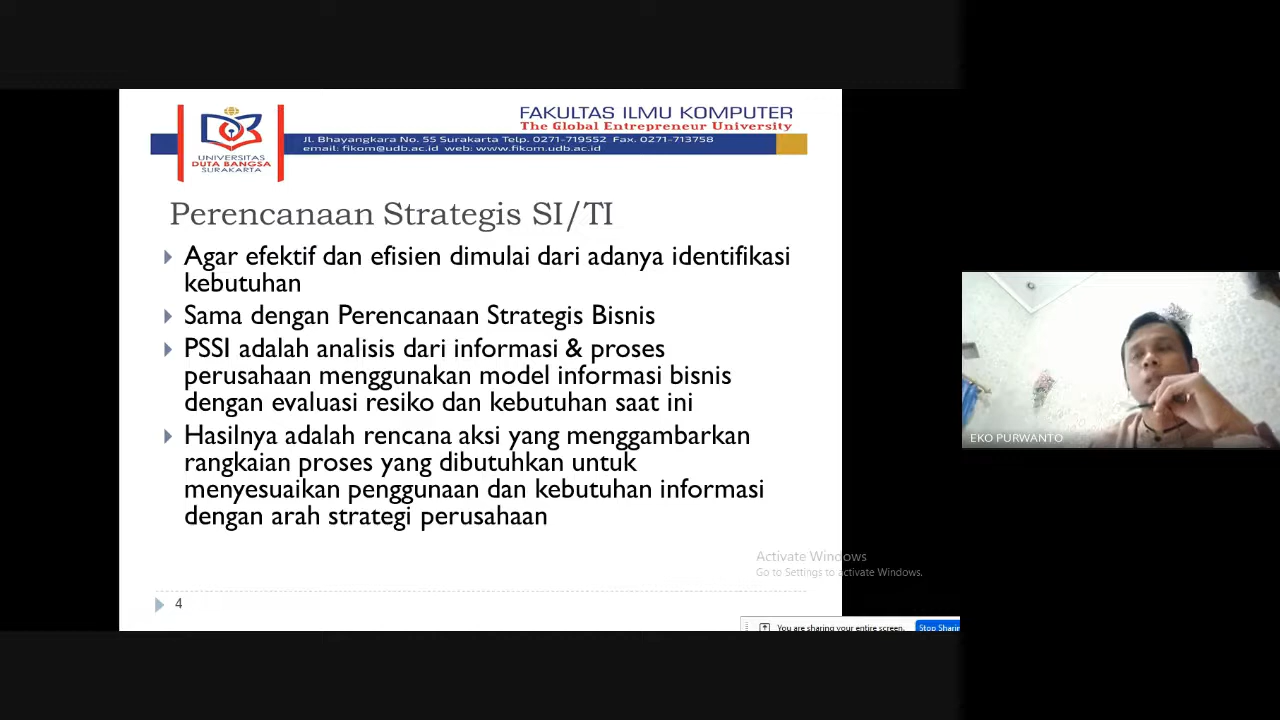 FAKULTAS ILMU KOMPUTER
The Global Entrepreneur University
Jl. Bhayangkara No. 55 Surakarta Telp. 0271-719552 Fax. 0271-713758
email: fikom@udb.ac.id web: www.fikom.udb.ac.id
UNIVERSITAS
DUTA BANGSA
SURAKARTA
Perencanaan Strategis SI/TI
Agar efektif dan efisien dimulai dari adanya identifikasi
kebutuhan
Sama dengan Perencanaan Strategis Bisnis
PSSI adalah analisis dari informasi & proses
perusahaan menggunakan model informasi bisnis
dengan evaluasi resiko dan kebutuhan saat ini
Hasilnya adalah rencana aksi yang menggambarkan
rangkaian proses yang dibutuhkan untuk
menyesuaikan penggunaan dan kebutuhan informasi
dengan arah strategi perusahaan
EKO PURWANTO
Activate Windows
Go to Settings to activate Windows.
4
You are sharing your entire screen.
Stop Sharin